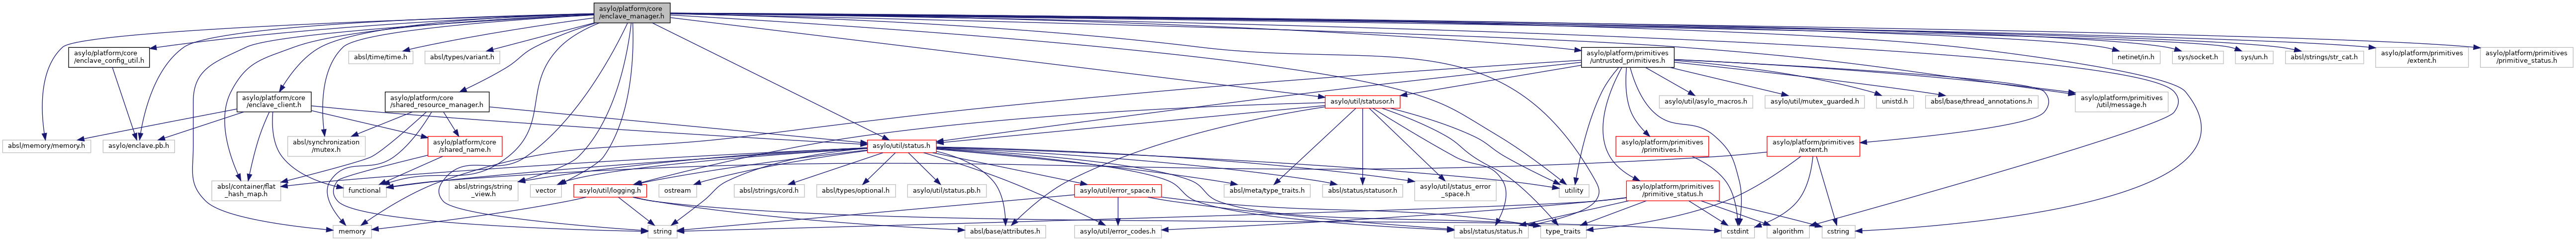 asylo/platform/core
/enclave_manager.h
asylo/platform/core
/enclave_config_util.h
absl/time/time.h
absl/types/variant.h
asylo/platform/primitives
/untrusted_primitives.h
netinet/in.h
sys/socket.h
sys/un.h
absl/strings/str_cat.h
asylo/platform/primitives
/extent.h
asylo/platform/primitives
/primitive_status.h
asylo/platform/core
/enclave_client.h
asylo/platform/core
/shared_resource_manager.h
asylo/util/statusor.h
asylo/util/asylo_macros.h
asylo/util/mutex_guarded.h
unistd.h
absl/base/thread_annotations.h
asylo/platform/primitives
/util/message.h
absl/memory/memory.h
asylo/enclave.pb.h
absl/synchronization
/mutex.h
asylo/platform/core
/shared_name.h
asylo/util/status.h
asylo/platform/primitives
/primitives.h
asylo/platform/primitives
/extent.h
absl/container/flat
_hash_map.h
functional
absl/strings/string
_view.h
vector
asylo/util/logging.h
ostream
absl/strings/cord.h
absl/types/optional.h
asylo/util/status.pb.h
asylo/util/error_space.h
absl/meta/type_traits.h
absl/status/statusor.h
asylo/util/status_error
_space.h
utility
asylo/platform/primitives
/primitive_status.h
memory
string
absl/base/attributes.h
asylo/util/error_codes.h
absl/status/status.h
type_traits
cstdint
algorithm
cstring